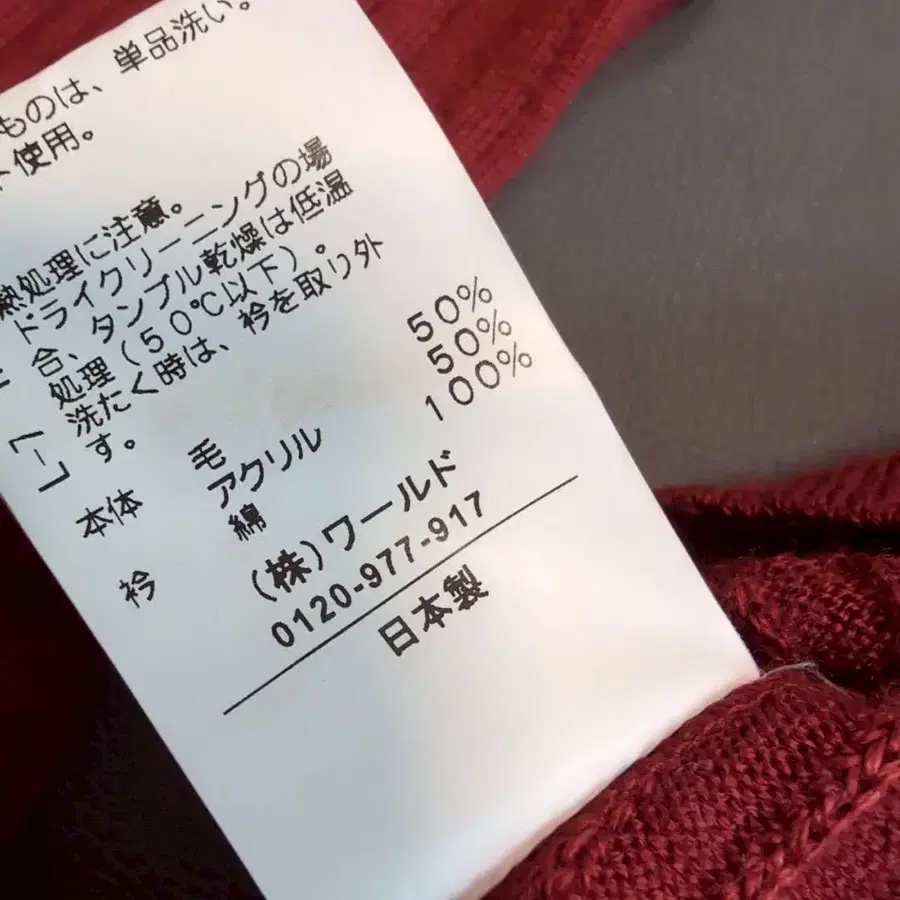 ものは、単品洗い。
ト使用。
熱処理に注意。
ドライクリーニングの場
合、タンブル乾燥は低温
処理(50℃以下)。
洗たく時は、衿を取り外
す。
本体 毛 50%
アクリル 50%
衿 綿 100%
(株)ワールド
0120-977-917
日本製